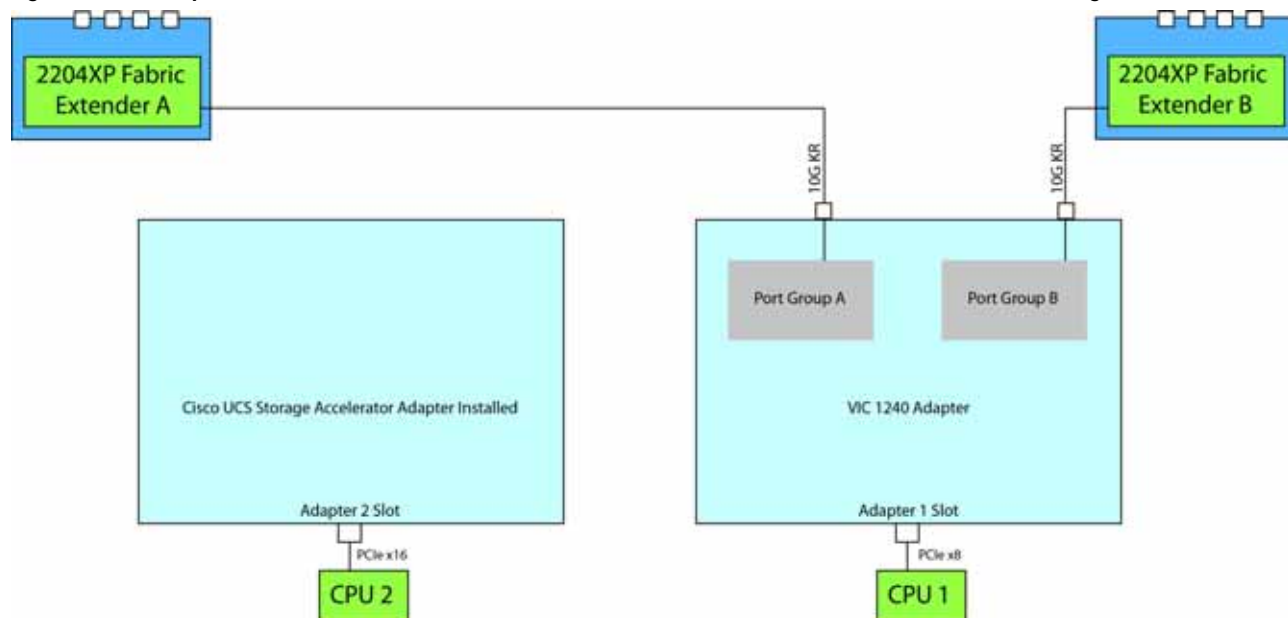 2204XP Fabric
Extender A
2204XP Fabric
Extender B
10G KR
10G KR
Port Group A
Port Group B
Cisco UCS Storage Accelerator Adapter Installed
VIC 1240 Adapter
Adapter 2 Slot
Adapter 1 Slot
PCIe x16
PCIe x8
CPU 2
CPU 1